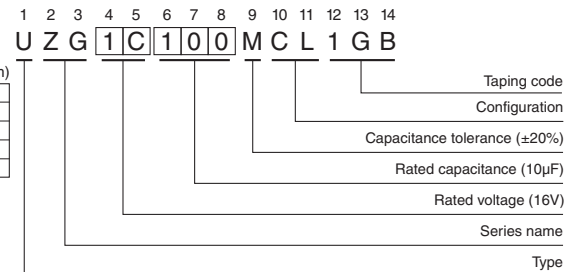 1 2 3 4 5 6 7 8 9 10 11 12 13 14
U Z G 1 C 1 0 0 M C L 1 G B
Taping code
Configuration
Capacitance tolerance (±20%)
Rated capacitance (10µF)
Rated voltage (16V)
Series name
Type